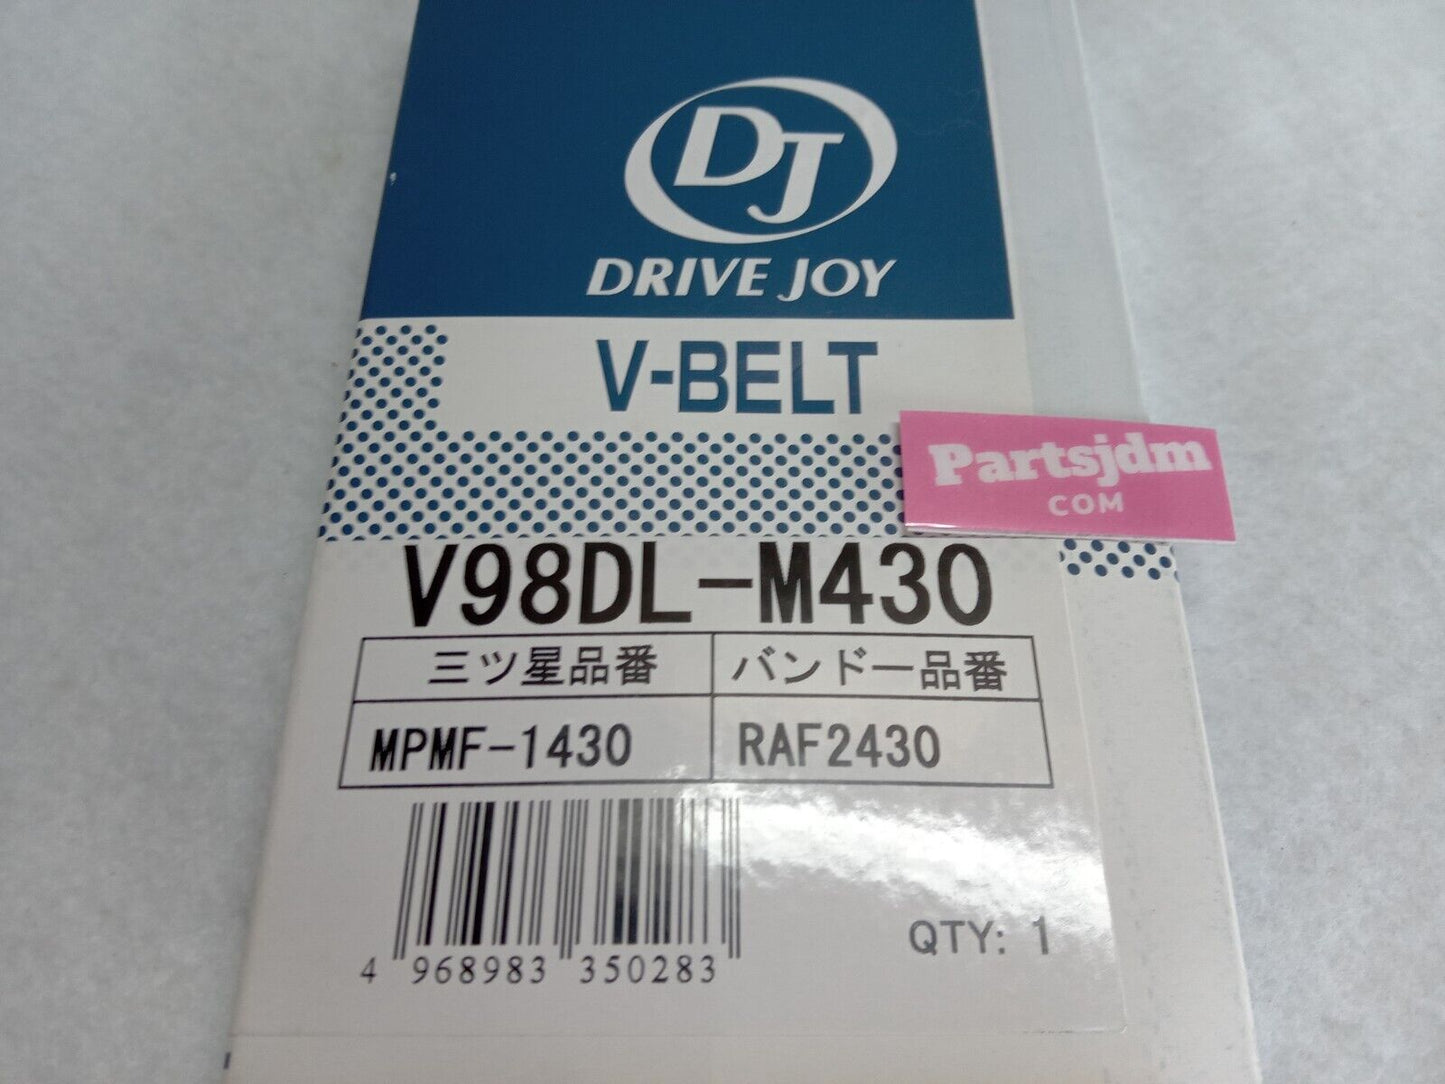 DJ
DRIVE JOY
V-BELT
Partsjdm
COM
V98DL-M430
三ツ星品番 バンドー品番
MPMF-1430 RAF2430
QTY: 1
4 968983 350283